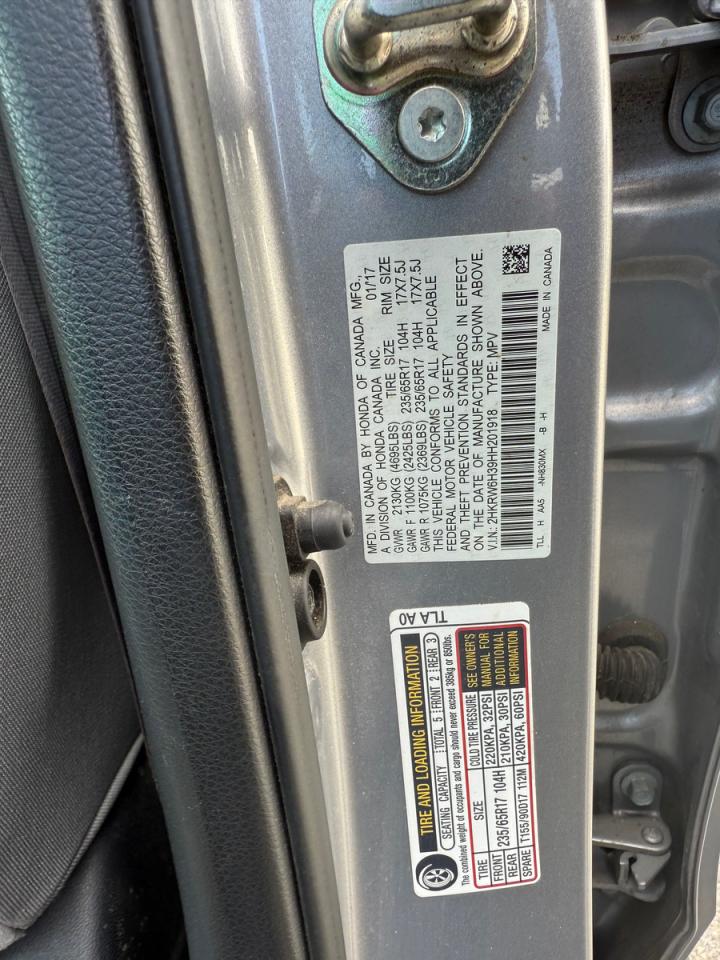 MFD. IN CANADA BY HONDA OF CANADA MFG.,
A DIVISION OF HONDA CANADA INC. 01/17
TIRE SIZE RIM SIZE
GVWR 2130KG (4695LBS)
GAWR F 1100KG (2425LBS) 235/65R17 104H 17X7.5J
GAWR R 1075KG (2369LBS) 235/65R17 104H 17X7.5J
THIS VEHICLE CONFORMS TO ALL APPLICABLE
FEDERAL MOTOR VEHICLE SAFETY
AND THEFT PREVENTION STANDARDS IN EFFECT
ON THE DATE OF MANUFACTURE SHOWN ABOVE.
V.I.N.: 2HKRW6H39HH201918 TYPE: MPV
TLL H AA5 -NH830MX -B -H MADE IN CANADA
TIRE AND LOADING INFORMATION TLA A0
SEATING CAPACITY TOTAL 5 FRONT 2 REAR 3
The combined weight of occupants and cargo should never exceed 385kg or 850lbs.
TIRE SIZE COLD TIRE PRESSURE SEE OWNER'S
MANUAL FOR
ADDITIONAL
INFORMATION
FRONT 235/65R17 104H 220KPA, 32PSI
REAR 210KPA, 30PSI
SPARE T155/90D17 112M 420KPA, 60PSI